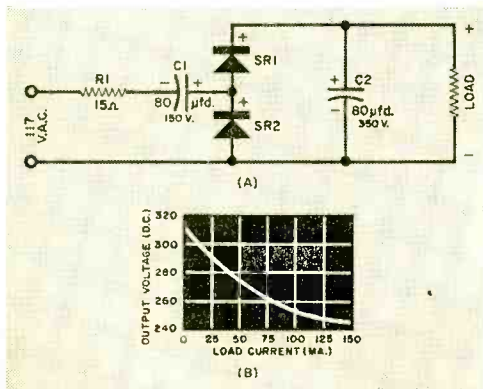 SR1
+
R1
15Ω
C1
− +
80 µfd.
150 V.
117
V.A.C.
+
SR2
+
C2
−
80µfd.
350 V.
+
LOAD
−
(A)
OUTPUT VOLTAGE (D.C.)
320
300
280
260
240
0 25 50 75 100 125 150
LOAD CURRENT (MA.)
(B)